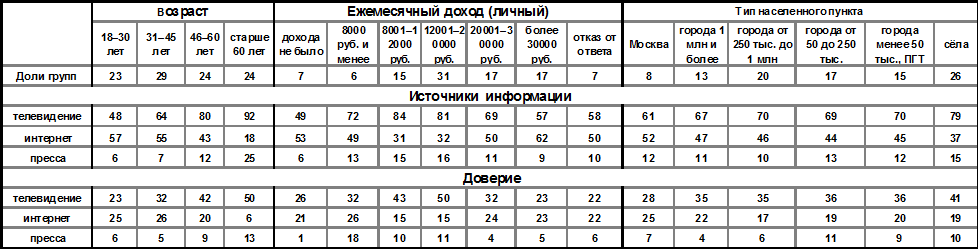 Возраст Ежемесячный доход (личный) Тип населенного пункта
18–30 лет 31–45 лет 46–60 лет старше 60 лет дохода не было 8000 руб. и менее 8001–12000 руб. 12001–20000 руб. 20001–30000 руб. более 30000 руб. отказ от ответа Москва города 1 млн и более города от 250 тыс. до 1 млн города от 50 до 250 тыс. города менее 50 тыс., ПГТ сёла
Доли групп 23 29 24 24 7 6 15 31 17 17 7 8 13 20 17 15 26
Источники информации
телевидение 48 64 80 92 49 72 84 81 69 57 58 61 67 70 69 70 79
интернет 57 55 43 18 53 49 31 32 50 62 50 52 47 46 44 45 37
пресса 6 7 12 25 6 13 15 16 11 9 10 12 11 10 13 12 15
Доверие
телевидение 23 32 42 50 26 32 43 50 32 23 22 28 35 35 36 36 41
интернет 25 26 20 6 21 26 15 15 24 23 22 25 22 17 19 20 19
пресса 6 5 9 13 1 18 10 11 4 5 6 7 4 6 11 9 10